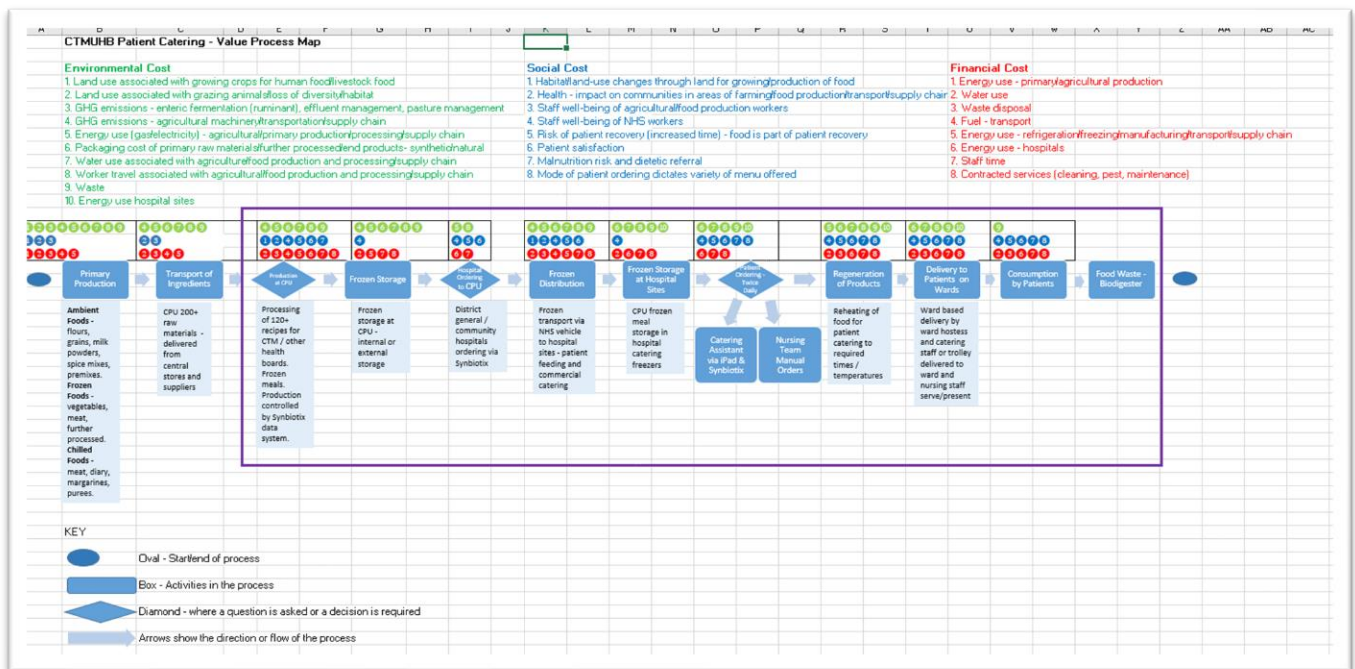 A B C D E F G H I J K L M N O P Q R S T U V W X Y Z AA AB AC
CTMUHB Patient Catering - Value Process Map
Environmental Cost
1. Land use associated with growing crops for human food/livestock food
2. Land use associated with grazing animals/loss of diversity/habitat
3. GHG emissions - enteric fermentation (ruminant), effluent management, pasture management
4. GHG emissions - agricultural machinery/transportation/supply chain
5. Energy use (gas/electricity) - agricultural/primary production/processing/supply chain
6. Packaging cost of primary raw materials/further processed/end products- synthetic/natural
7. Water use associated with agriculture/food production and processing/supply chain
8. Worker travel associated with agricultural/food production and processing/supply chain
9. Waste
10. Energy use hospital sites
Social Cost
1. Habitat/land-use changes through land for growing/production of food
2. Health - impact on communities in areas of farming/food production/transport/supply chain
3. Staff well-being of agricultural/food production workers
4. Staff well-being of NHS workers
5. Risk of patient recovery (increased time) - food is part of patient recovery
6. Patient satisfaction
7. Malnutrition risk and dietetic referral
8. Mode of patient ordering dictates variety of menu offered
Financial Cost
1. Energy use - primary/agricultural production
2. Water use
3. Waste disposal
4. Fuel - transport
5. Energy use - refrigeration/freezing/manufacturing/transport/supply chain
6. Energy use - hospitals
7. Staff time
8. Contracted services (cleaning, pest, maintenance)
Primary
Production
Transport of
Ingredients
Production
at CPU
Frozen Storage
Hospital
Ordering
to CPU
Frozen
Distribution
Frozen Storage
at Hospital
Sites
Patient
Ordering -
Twice
Daily
Regeneration
of Products
Delivery to
Patients on
Wards
Consumption
by Patients
Food Waste -
Biodigester
Ambient
Foods -
flours,
grains, milk
powders,
spice mixes,
premixes.
Frozen
Foods -
vegetables,
meat,
further
processed.
Chilled
Foods -
meat, diary,
margarines,
purees.
CPU 200+
raw
materials -
delivered
from
central
stores and
suppliers
Processing
of 120+
recipes for
CTM / other
health
boards.
Frozen
meals.
Production
controlled
by Synbiotix
data
system.
Frozen
storage at
CPU -
internal or
external
storage
District
general /
community
hospitals
ordering via
Synbiotix
Frozen
transport via
NHS vehicle
to hospital
sites - patient
feeding and
commercial
catering
CPU frozen
meal
storage in
hospital
catering
freezers
Catering
Assistant
via iPad &
Synbiotix
Nursing
Team
Manual
Orders
Reheating of
food for
patient
catering to
required
times /
temperatures
Ward based
delivery by
ward hostess
and catering
staff or trolley
delivered to
ward and
nursing staff
serve/present
KEY
Oval - Start/end of process
Box - Activities in the process
Diamond - where a question is asked or a decision is required
Arrows show the direction or flow of the process